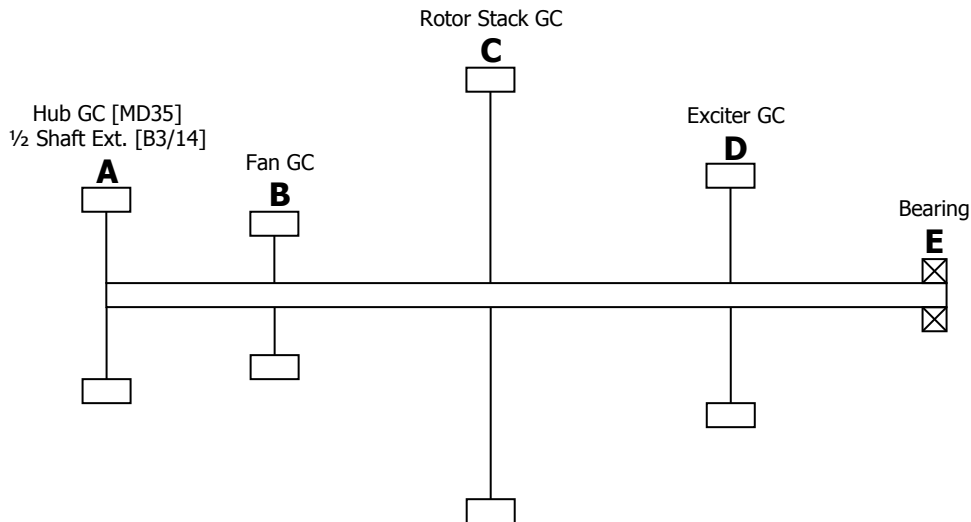 Rotor Stack GC
C
Hub GC [MD35]
½ Shaft Ext. [B3/14]
A
Fan GC
B
Exciter GC
D
Bearing
E